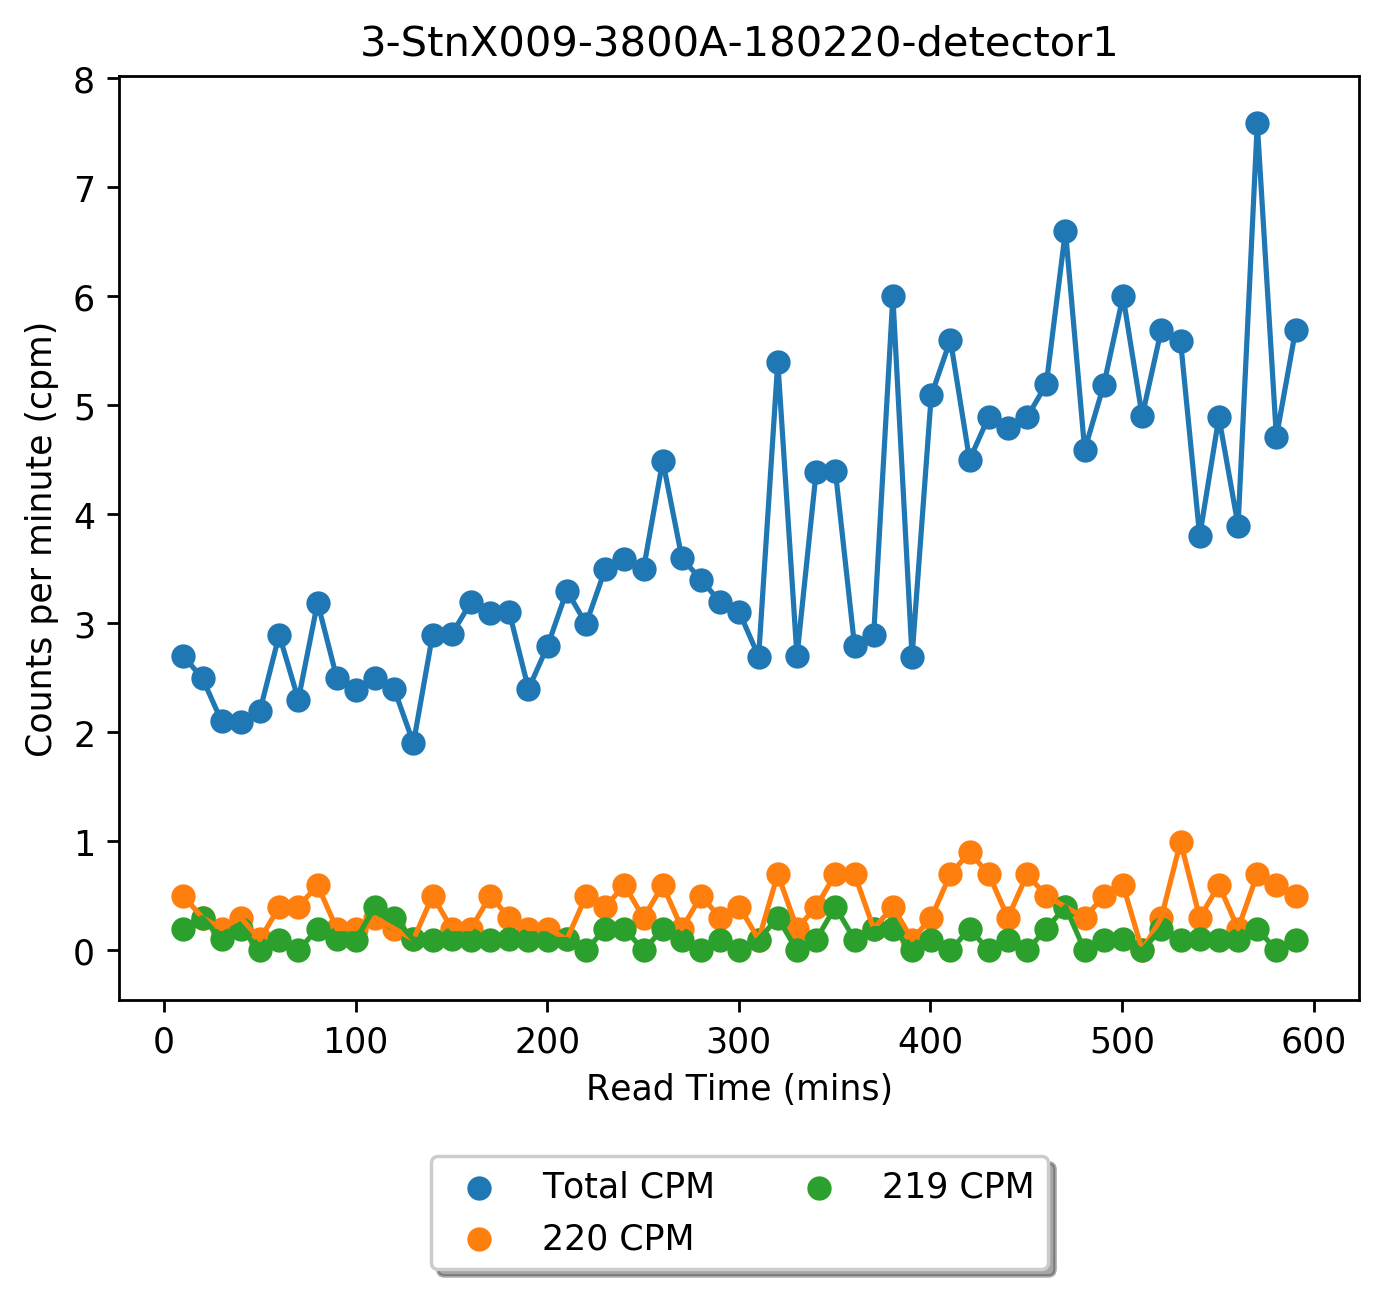 3-StnX009-3800A-180220-detector1
8
7
6
5
4
3
2
1
0
Counts per minute (cpm)
0 100 200 300 400 500 600
Read Time (mins)
Total CPM 219 CPM
220 CPM